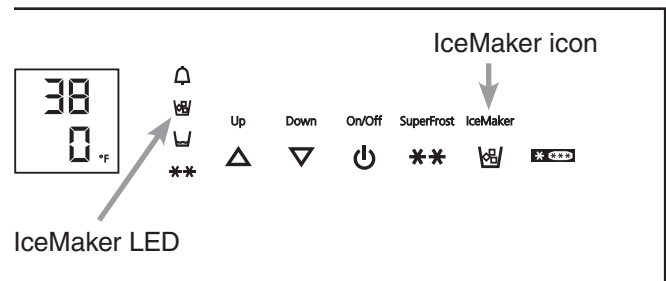 IceMaker icon
38
Up Down On/Off SuperFrost IceMaker
0 °F
IceMaker LED